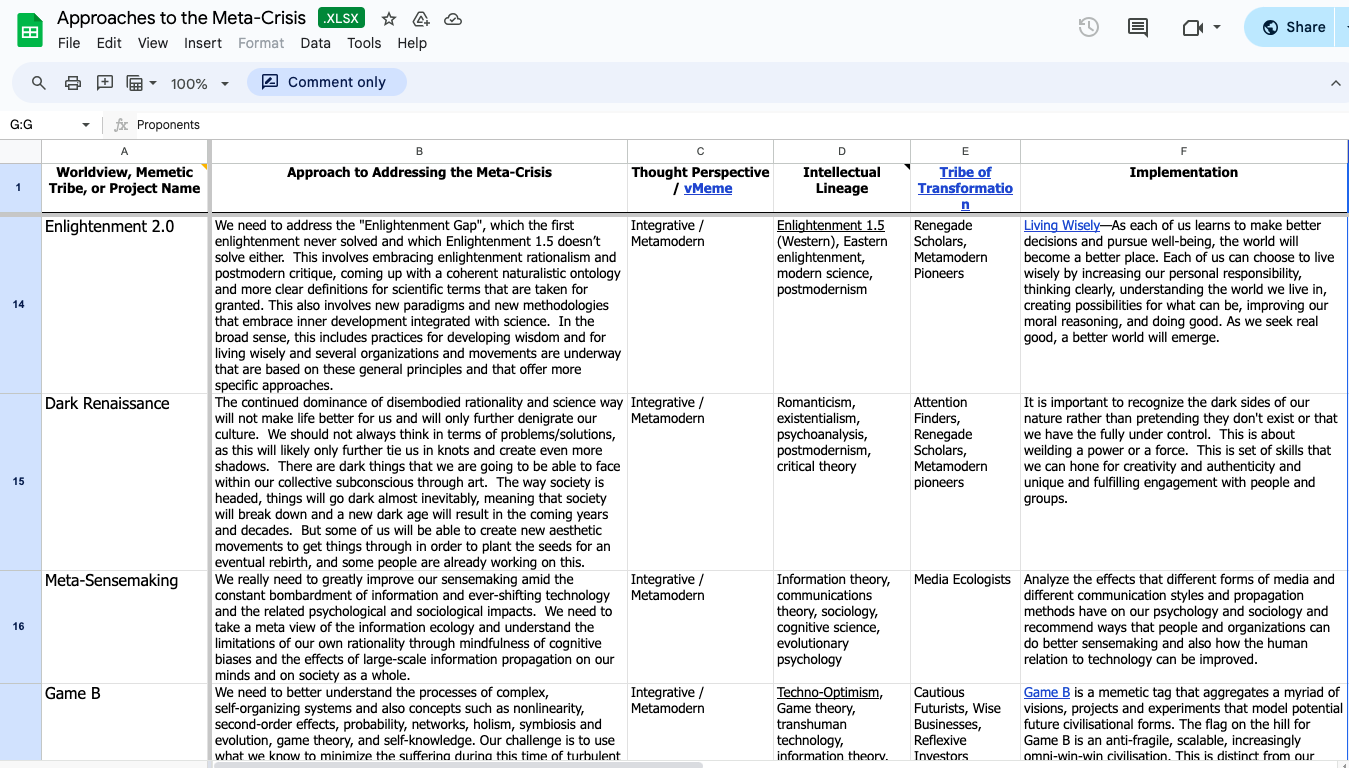 Approaches to the Meta-Crisis .XLSX
File Edit View Insert Format Data Tools Help
Share
100% Comment only
G:G fx Proponents
A B C D E F
1
Worldview, Memetic
Tribe, or Project Name
Approach to Addressing the Meta-Crisis
Thought Perspective
/ vMeme
Intellectual
Lineage
Tribe of
Transformatio
n
Implementation
14
Enlightenment 2.0
We need to address the "Enlightenment Gap", which the first
enlightenment never solved and which Enlightenment 1.5 doesn't
solve either. This involves embracing enlightenment rationalism and
postmodern critique, coming up with a coherent naturalistic ontology
and more clear definitions for scientific terms that are taken for
granted. This also involves new paradigms and new methodologies
that embrace inner development integrated with science. In the
broad sense, this includes practices for developing wisdom and for
living wisely and several organizations and movements are underway
that are based on these general principles and that offer more
specific approaches.
Integrative /
Metamodern
Enlightenment 1.5
(Western), Eastern
enlightenment,
modern science,
postmodernism
Renegade
Scholars,
Metamodern
Pioneers
Living Wisely—As each of us learns to make better
decisions and pursue well-being, the world will
become a better place. Each of us can choose to live
wisely by increasing our personal responsibility,
thinking clearly, understanding the world we live in,
creating possibilities for what can be, improving our
moral reasoning, and doing good. As we seek real
good, a better world will emerge.
15
Dark Renaissance
The continued dominance of disembodied rationality and science way
will not make life better for us and will only further denigrate our
culture. We should not always think in terms of problems/solutions,
as this will likely only further tie us in knots and create even more
shadows. There are dark things that we are going to be able to face
within our collective subconscious through art. The way society is
headed, things will go dark almost inevitably, meaning that society
will break down and a new dark age will result in the coming years
and decades. But some of us will be able to create new aesthetic
movements to get things through in order to plant the seeds for an
eventual rebirth, and some people are already working on this.
Integrative /
Metamodern
Romanticism,
existentialism,
psychoanalysis,
postmodernism,
critical theory
Attention
Finders,
Renegade
Scholars,
Metamodern
pioneers
It is important to recognize the dark sides of our
nature rather than pretending they don't exist or that
we have the fully under control. This is about
weilding a power or a force. This is set of skills that
we can hone for creativity and authenticity and
unique and fulfilling engagement with people and
groups.
16
Meta-Sensemaking
We really need to greatly improve our sensemaking amid the
constant bombardment of information and ever-shifting technology
and the related psychological and sociological impacts. We need to
take a meta view of the information ecology and understand the
limitations of our own rationality through mindfulness of cognitive
biases and the effects of large-scale information propagation on our
minds and on society as a whole.
Integrative /
Metamodern
Information theory,
communications
theory, sociology,
cognitive science,
evolutionary
psychology
Media Ecologists
Analyze the effects that different forms of media and
different communication styles and propagation
methods have on our psychology and sociology and
recommend ways that people and organizations can
do better sensemaking and also how the human
relation to technology can be improved.
Game B
We need to better understand the processes of complex,
self-organizing systems and also concepts such as nonlinearity,
second-order effects, probability, networks, holism, symbiosis and
evolution, game theory, and self-knowledge. Our challenge is to use
what we know to minimize the suffering during this time of turbulent
Integrative /
Metamodern
Techno-Optimism,
Game theory,
transhuman
technology,
information theory,
Cautious
Futurists, Wise
Businesses,
Reflexive
Investors
Game B is a memetic tag that aggregates a myriad of
visions, projects and experiments that model potential
future civilisational forms. The flag on the hill for
Game B is an anti-fragile, scalable, increasingly
omni-win-win civilisation. This is distinct from our